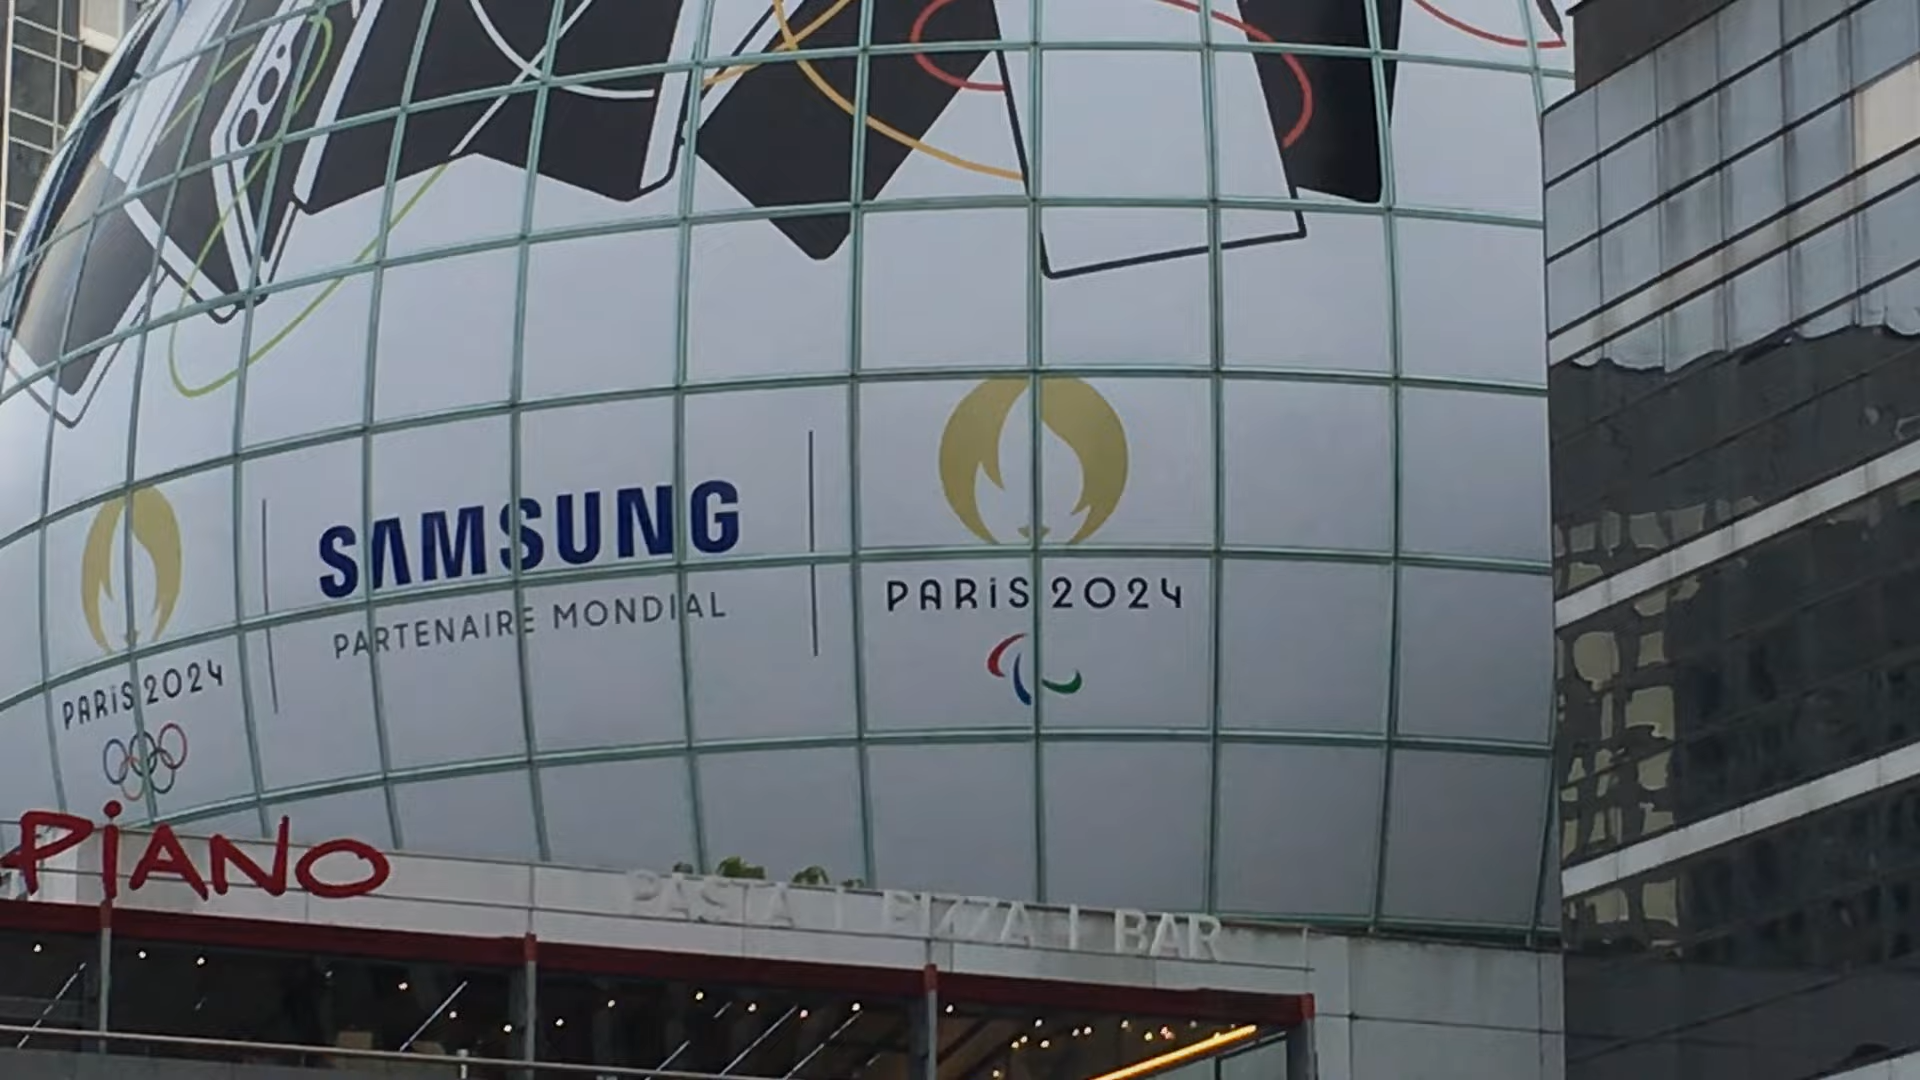 SAMSUNG
PARTENAIRE MONDIAL
PARIS 2024
PARIS 2024
PIANO
PASTA | PIZZA | BAR